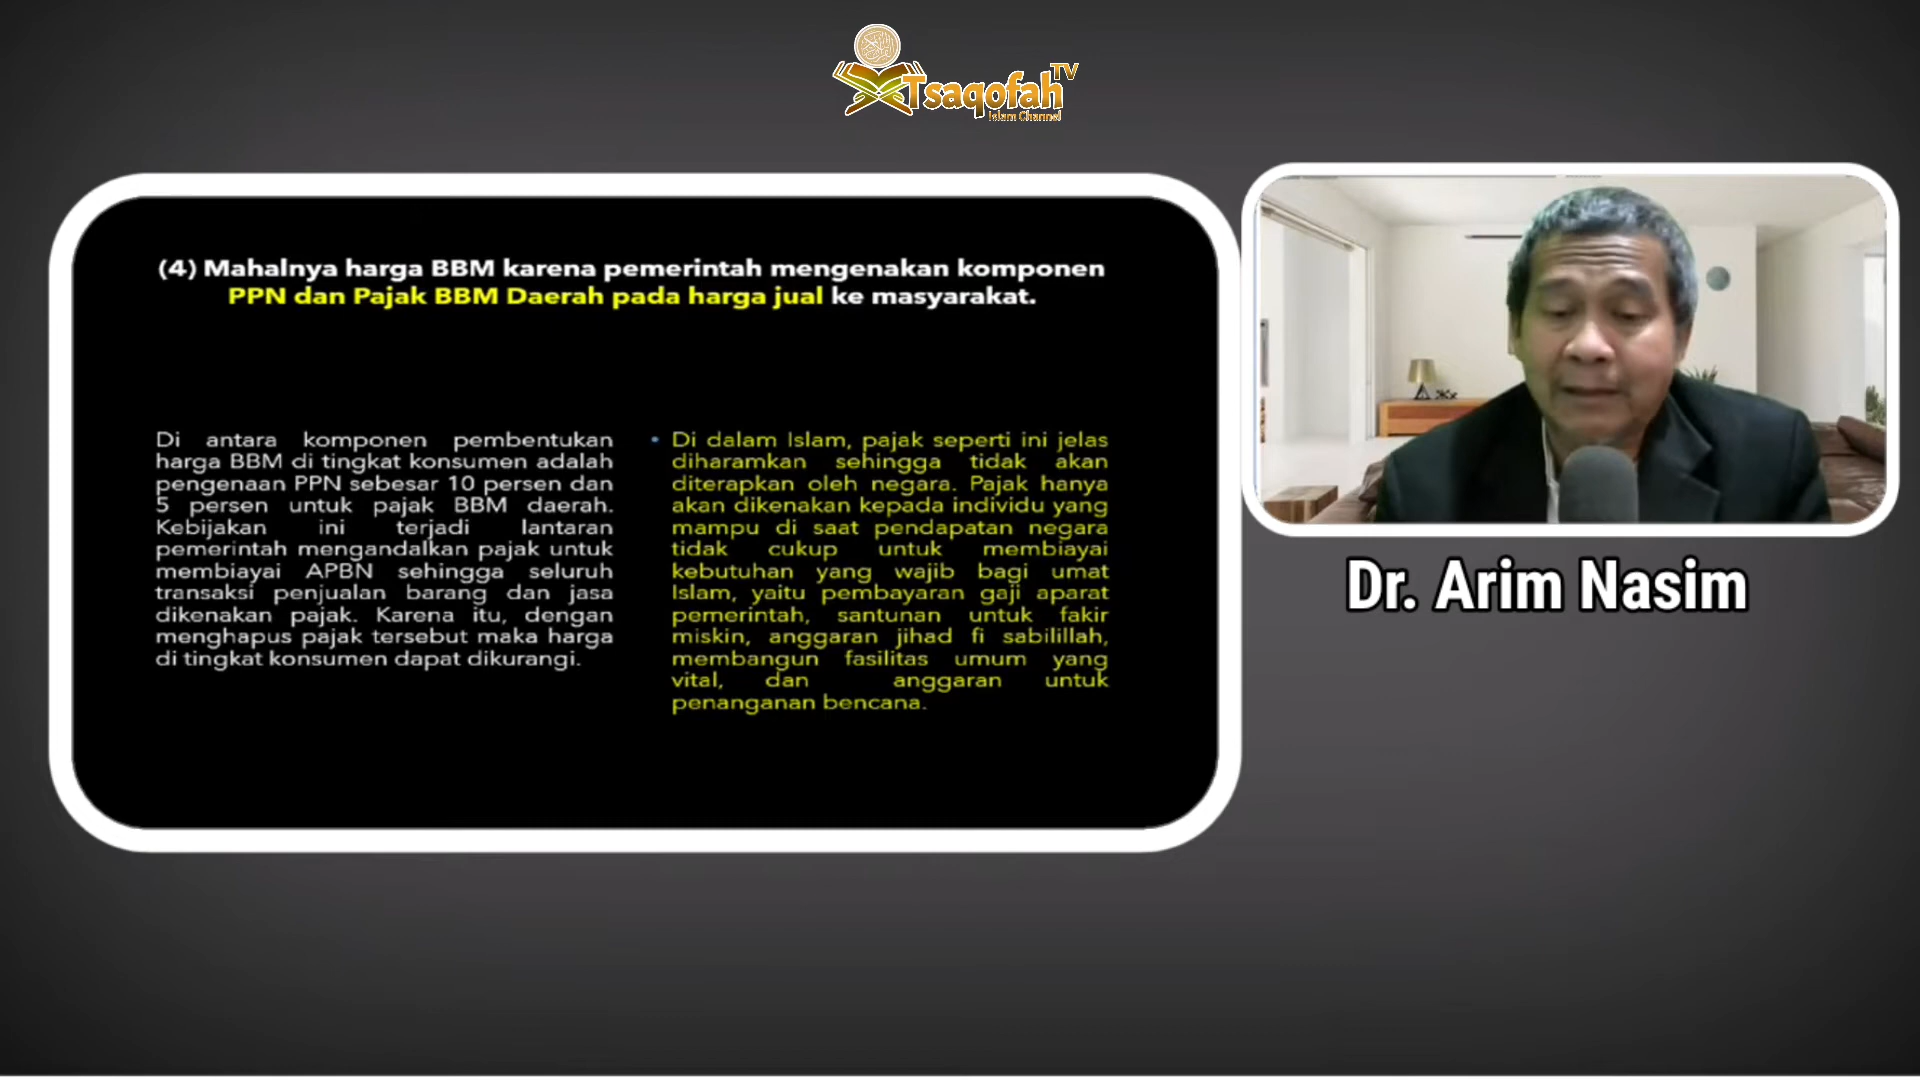 Tsaqofah TV
Islam Channel
(4) Mahalnya harga BBM karena pemerintah mengenakan komponen
PPN dan Pajak BBM Daerah pada harga jual ke masyarakat.
Di antara komponen pembentukan
harga BBM di tingkat konsumen adalah
pengenaan PPN sebesar 10 persen dan
5 persen untuk pajak BBM daerah.
Kebijakan ini terjadi lantaran
pemerintah mengandalkan pajak untuk
membiayai APBN sehingga seluruh
transaksi penjualan barang dan jasa
dikenakan pajak. Karena itu, dengan
menghapus pajak tersebut maka harga
di tingkat konsumen dapat dikurangi.
• Di dalam Islam, pajak seperti ini jelas
diharamkan sehingga tidak akan
diterapkan oleh negara. Pajak hanya
akan dikenakan kepada individu yang
mampu di saat pendapatan negara
tidak cukup untuk membiayai
kebutuhan yang wajib bagi umat
Islam, yaitu pembayaran gaji aparat
pemerintah, santunan untuk fakir
miskin, anggaran jihad fi sabilillah,
membangun fasilitas umum yang
vital, dan anggaran untuk
penanganan bencana.
Dr. Arim Nasim